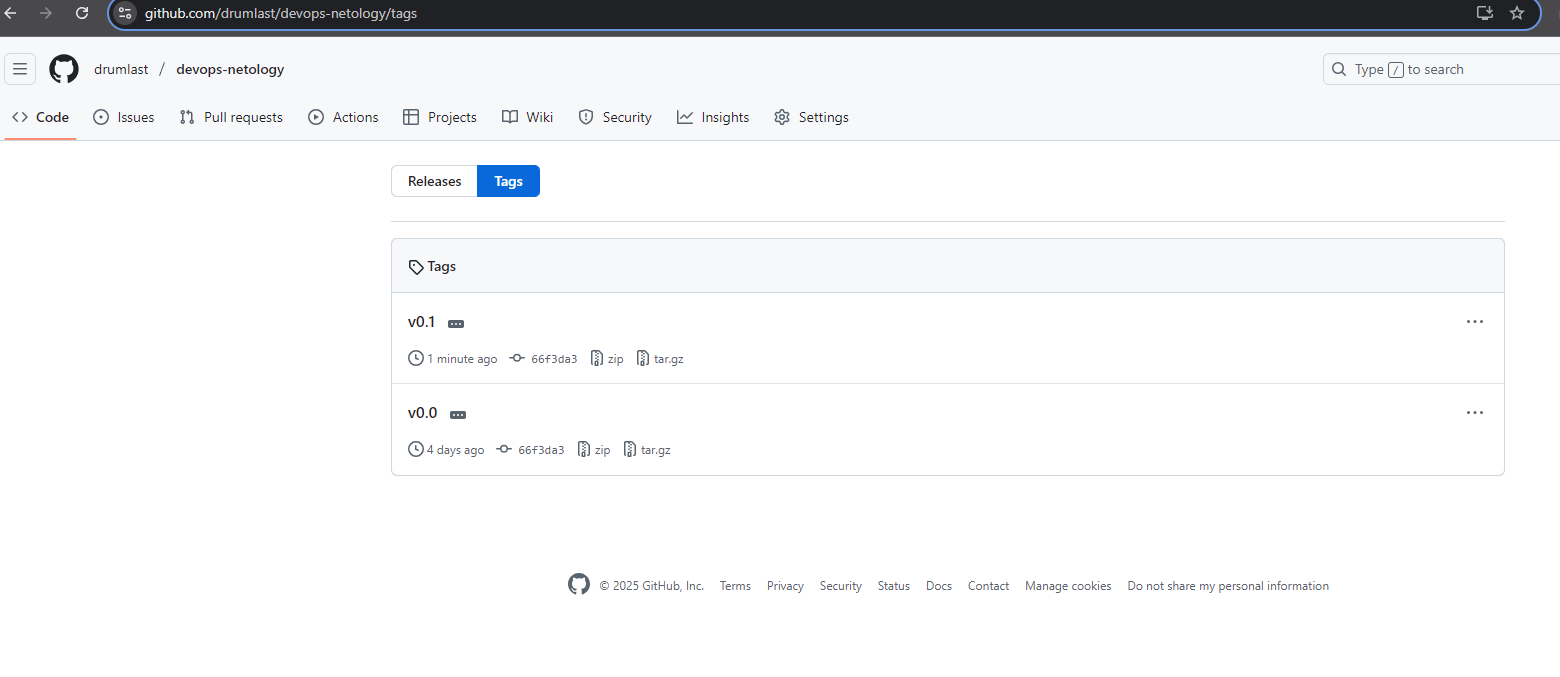 github.com/drumlast/devops-netology/tags
drumlast / devops-netology
Type / to search
Code Issues Pull requests Actions Projects Wiki Security Insights Settings
Releases Tags
Tags
v0.1
1 minute ago 66f3da3 zip tar.gz
v0.0
4 days ago 66f3da3 zip tar.gz
© 2025 GitHub, Inc. Terms Privacy Security Status Docs Contact Manage cookies Do not share my personal information